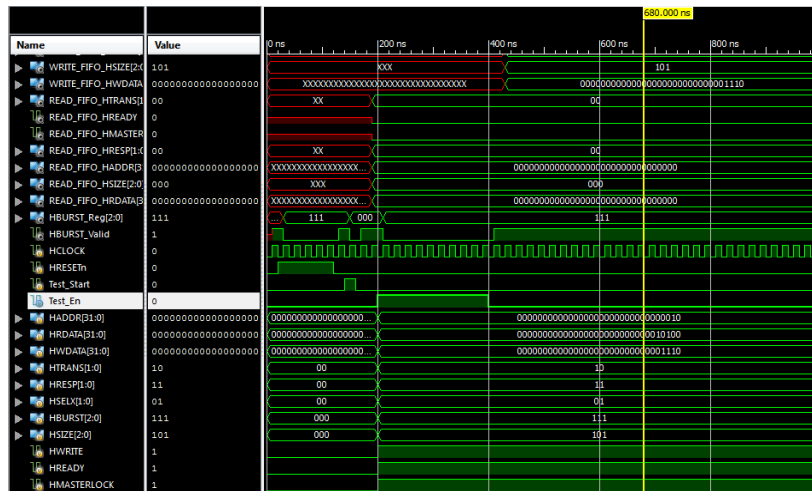 680.000 ns
Name Value 0 ns 200 ns 400 ns 600 ns 800 ns
WRITE_FIFO_HSIZE[2:0 101 XXX 101
WRITE_FIFO_HWDATA 000000000000000000 XXXXXXXXXXXXXXXXXXXXXXXXXXXXXXXX 00000000000000000000000000001110
READ_FIFO_HTRANS[1 00 XX 00
READ_FIFO_HREADY 0
READ_FIFO_HMASTER 0
READ_FIFO_HRESP[1:0 00 XX 00
READ_FIFO_HADDR[3: 000000000000000000 XXXXXXXXXXXXXXXXX... 00000000000000000000000000000000
READ_FIFO_HSIZE[2:0] 000 XXX 000
READ_FIFO_HRDATA[3 000000000000000000 XXXXXXXXXXXXXXXXX... 00000000000000000000000000000000
HBURST_Reg[2:0] 111 ... 111 000 111
HBURST_Valid 1
HCLOCK 0
HRESETn 0
Test_Start 0
Test_En 0
HADDR[31:0] 000000000000000000 00000000000000000... 00000000000000000000000000000010
HRDATA[31:0] 000000000000000000 00000000000000000... 00000000000000000000000000010100
HWDATA[31:0] 000000000000000000 00000000000000000... 00000000000000000000000000001110
HTRANS[1:0] 10 00 10
HRESP[1:0] 11 00 11
HSELX[1:0] 01 00 01
HBURST[2:0] 111 000 111
HSIZE[2:0] 101 000 101
HWRITE 1
HREADY 1
HMASTERLOCK 1